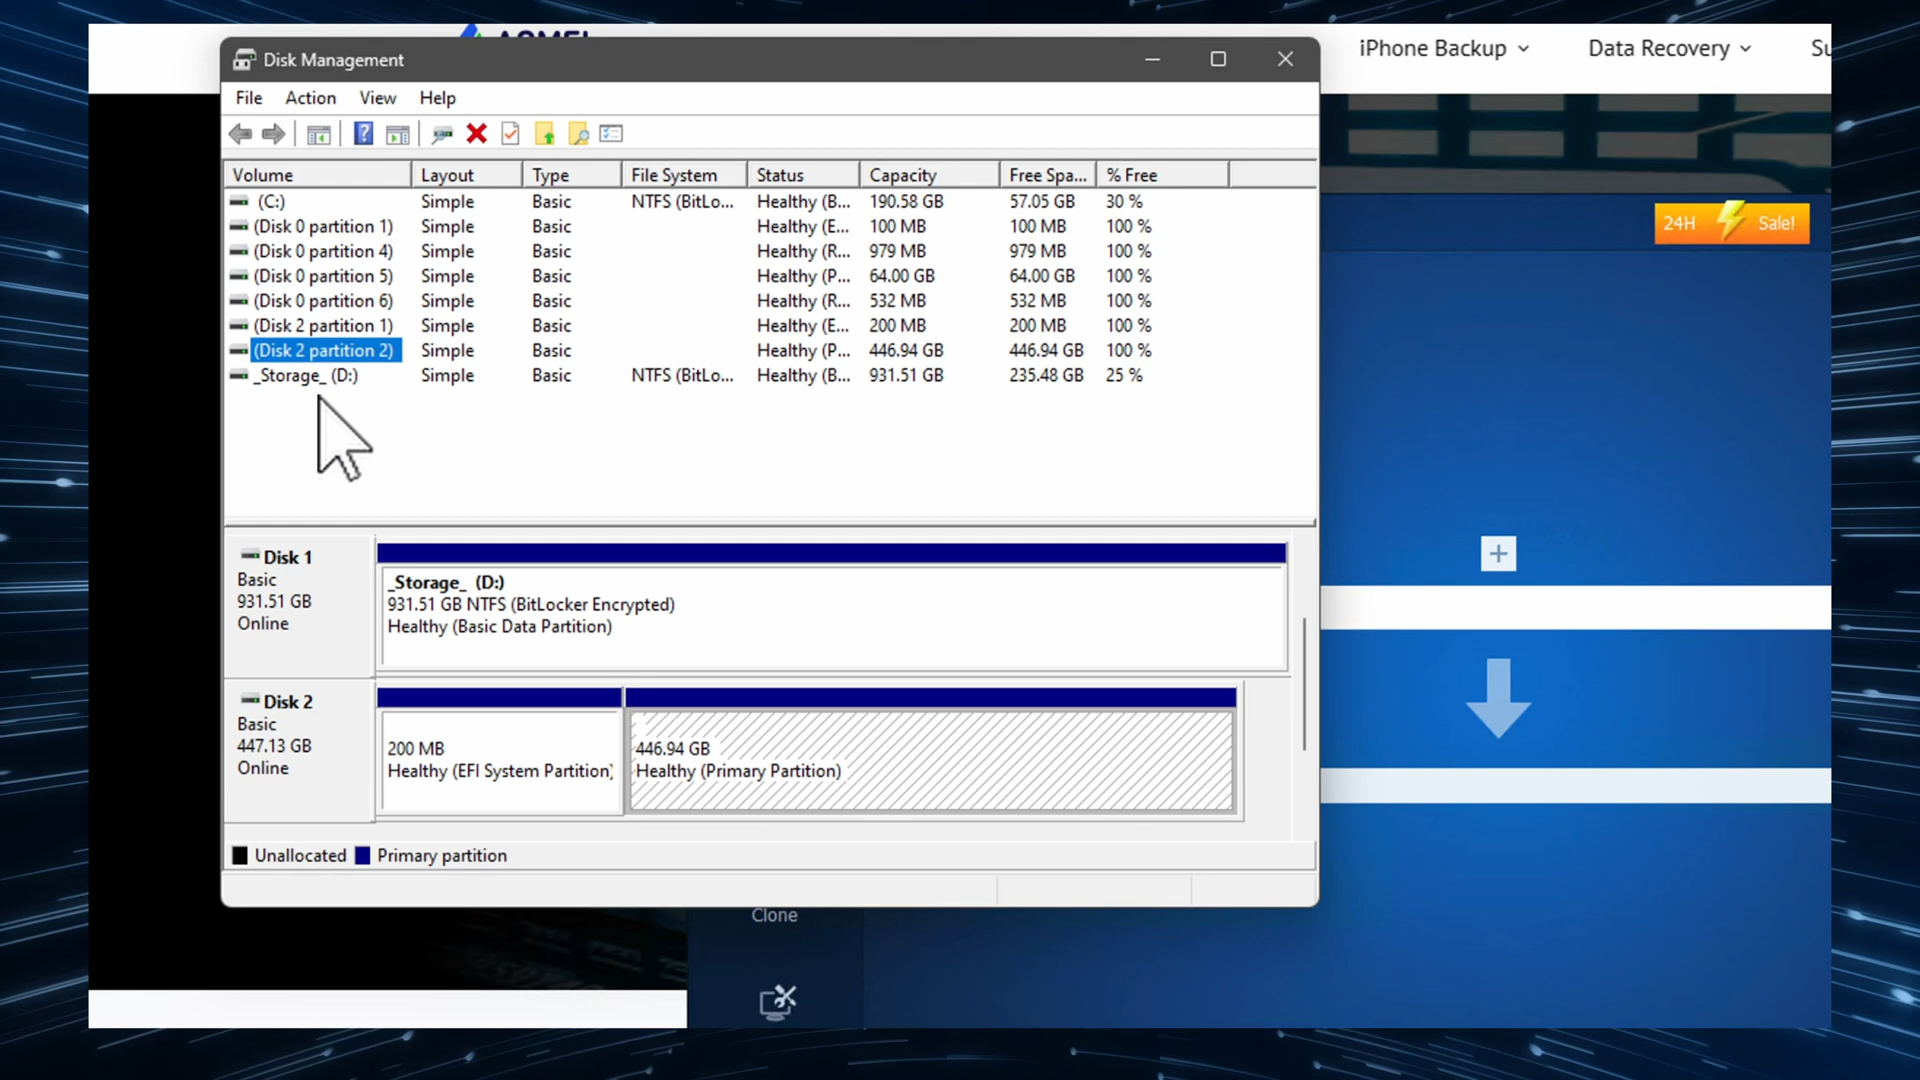 iPhone Backup
Data Recovery
Disk Management
File Action View Help
Volume Layout Type File System Status Capacity Free Spa... % Free
(C:) Simple Basic NTFS (BitLo... Healthy (B... 190.58 GB 57.05 GB 30 %
(Disk 0 partition 1) Simple Basic Healthy (E... 100 MB 100 MB 100 %
(Disk 0 partition 4) Simple Basic Healthy (R... 979 MB 979 MB 100 %
(Disk 0 partition 5) Simple Basic Healthy (P... 64.00 GB 64.00 GB 100 %
(Disk 0 partition 6) Simple Basic Healthy (R... 532 MB 532 MB 100 %
(Disk 2 partition 1) Simple Basic Healthy (E... 200 MB 200 MB 100 %
(Disk 2 partition 2) Simple Basic Healthy (P... 446.94 GB 446.94 GB 100 %
_Storage_ (D:) Simple Basic NTFS (BitLo... Healthy (B... 931.51 GB 235.48 GB 25 %
24H Sale!
Disk 1
Basic
931.51 GB
Online
_Storage_ (D:)
931.51 GB NTFS (BitLocker Encrypted)
Healthy (Basic Data Partition)
Disk 2
Basic
447.13 GB
Online
200 MB
Healthy (EFI System Partition)
446.94 GB
Healthy (Primary Partition)
Unallocated Primary partition
Clone